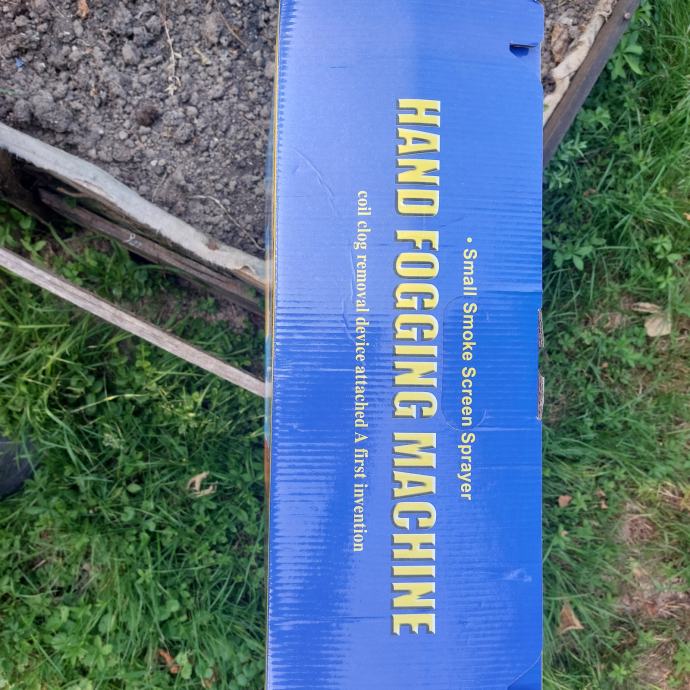 • Small Smoke Screen Sprayer
HAND FOGGING MACHINE
coil clog removal device attached A first invention